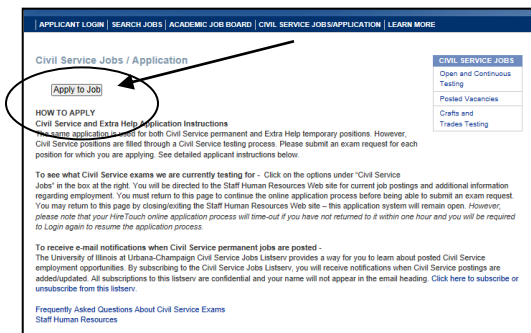 APPLICANT LOGIN | SEARCH JOBS | ACADEMIC JOB BOARD | CIVIL SERVICE JOBS/APPLICATION | LEARN MORE
Civil Service Jobs / Application
Apply to Job
HOW TO APPLY
Civil Service and Extra Help Application Instructions
The same application is used for both Civil Service permanent and Extra Help temporary positions. However,
Civil Service positions are filled through a Civil Service testing process. Please submit an exam request for each
position for which you are applying. See detailed applicant instructions below.
CIVIL SERVICE JOBS
Open and Continuous
Testing
Posted Vacancies
Crafts and
Trades Testing
To see what Civil Service exams we are currently testing for - Click on the options under "Civil Service
Jobs" in the box at the right. You will be directed to the Staff Human Resources Web site for current job postings and additional information
regarding employment. You must return to this page to continue the online application process before being able to submit an exam request.
You may return to this page by closing/exiting the Staff Human Resources Web site – this application system will remain open. However,
please note that your HireTouch online application process will time-out if you have not returned to it within one hour and you will be required
to Login again to resume the application process.
To receive e-mail notifications when Civil Service permanent jobs are posted -
The University of Illinois at Urbana-Champaign Civil Service Jobs Listserv provides a way for you to learn about posted Civil Service
employment opportunities. By subscribing to the Civil Service Jobs Listserv, you will receive notifications when Civil Service postings are
added/updated. All subscriptions to this listserv are confidential and your name will not appear in the email heading. Click here to subscribe or
unsubscribe from this listserv.
Frequently Asked Questions About Civil Service Exams
Staff Human Resources